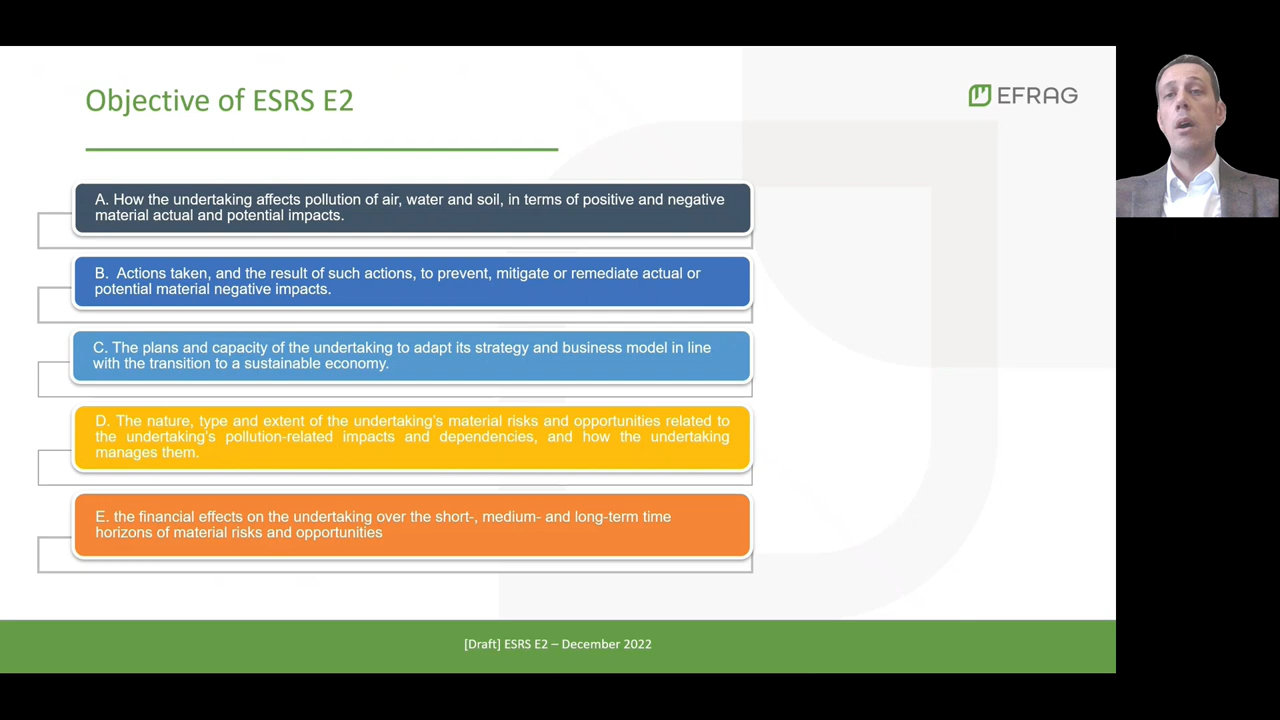 Objective of ESRS E2
EFRAG
A. How the undertaking affects pollution of air, water and soil, in terms of positive and negative
material actual and potential impacts.
B. Actions taken, and the result of such actions, to prevent, mitigate or remediate actual or
potential material negative impacts.
C. The plans and capacity of the undertaking to adapt its strategy and business model in line
with the transition to a sustainable economy.
D. The nature, type and extent of the undertaking's material risks and opportunities related to
the undertaking's pollution-related impacts and dependencies, and how the undertaking
manages them.
E. the financial effects on the undertaking over the short-, medium- and long-term time
horizons of material risks and opportunities
[Draft] ESRS E2 – December 2022